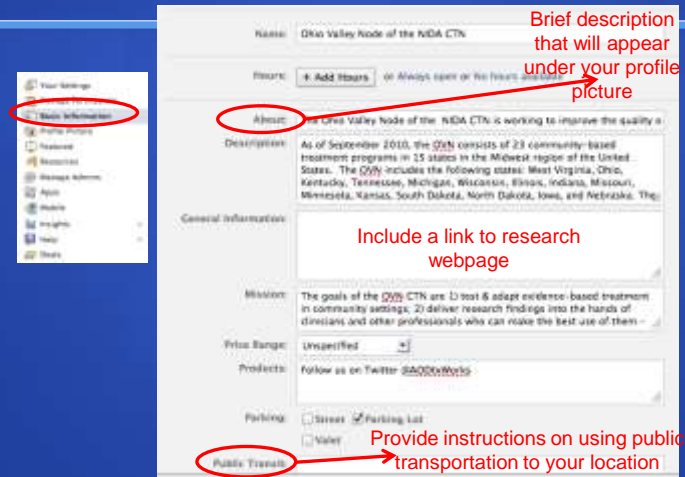 Your Settings
Manage Permissions
Basic Information
Profile Picture
Featured
Resources
Manage Admins
Apps
Mobile
Insights
Help
Deals
Name: Ohio Valley Node of the NIDA CTN
Hours: + Add Hours or Always open or No hours available
Brief description
that will appear
under your profile
picture
About: The Ohio Valley Node of the NIDA CTN is working to improve the quality o
Description: As of September 2010, the OVN consists of 23 community-based
treatment programs in 15 states in the Midwest region of the United
States. The OVN includes the following states: West Virginia, Ohio,
Kentucky, Tennessee, Michigan, Wisconsin, Illinois, Indiana, Missouri,
Minnesota, Kansas, South Dakota, North Dakota, Iowa, and Nebraska. The
General Information:
Include a link to research
webpage
Mission: The goals of the OVN CTN are 1) test & adapt evidence-based treatment
in community settings; 2) deliver research findings into the hands of
clinicians and other professionals who can make the best use of them -
Price Range: Unspecified
Products: Follow us on Twitter @AODtxWorks
Parking: Street Parking Lot
Valet
Public Transit:
Provide instructions on using public
transportation to your location